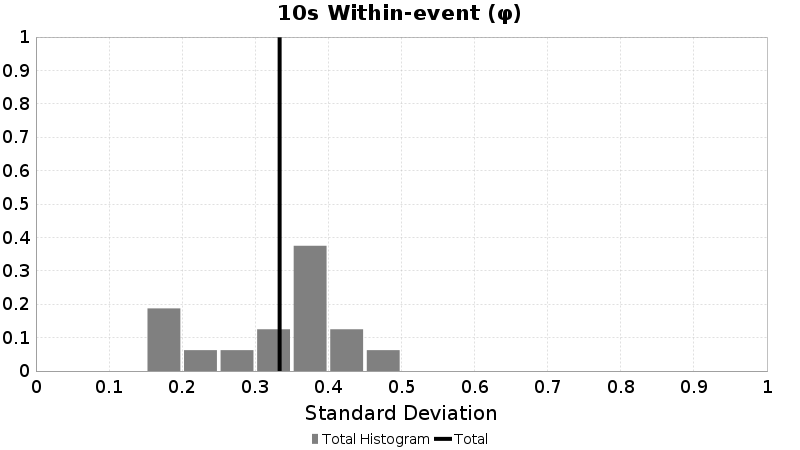 10s Within-event (φ)
1
0.9
0.8
0.7
0.6
0.5
0.4
0.3
0.2
0.1
0
0 0.1 0.2 0.3 0.4 0.5 0.6 0.7 0.8 0.9 1
Standard Deviation
Total Histogram Total